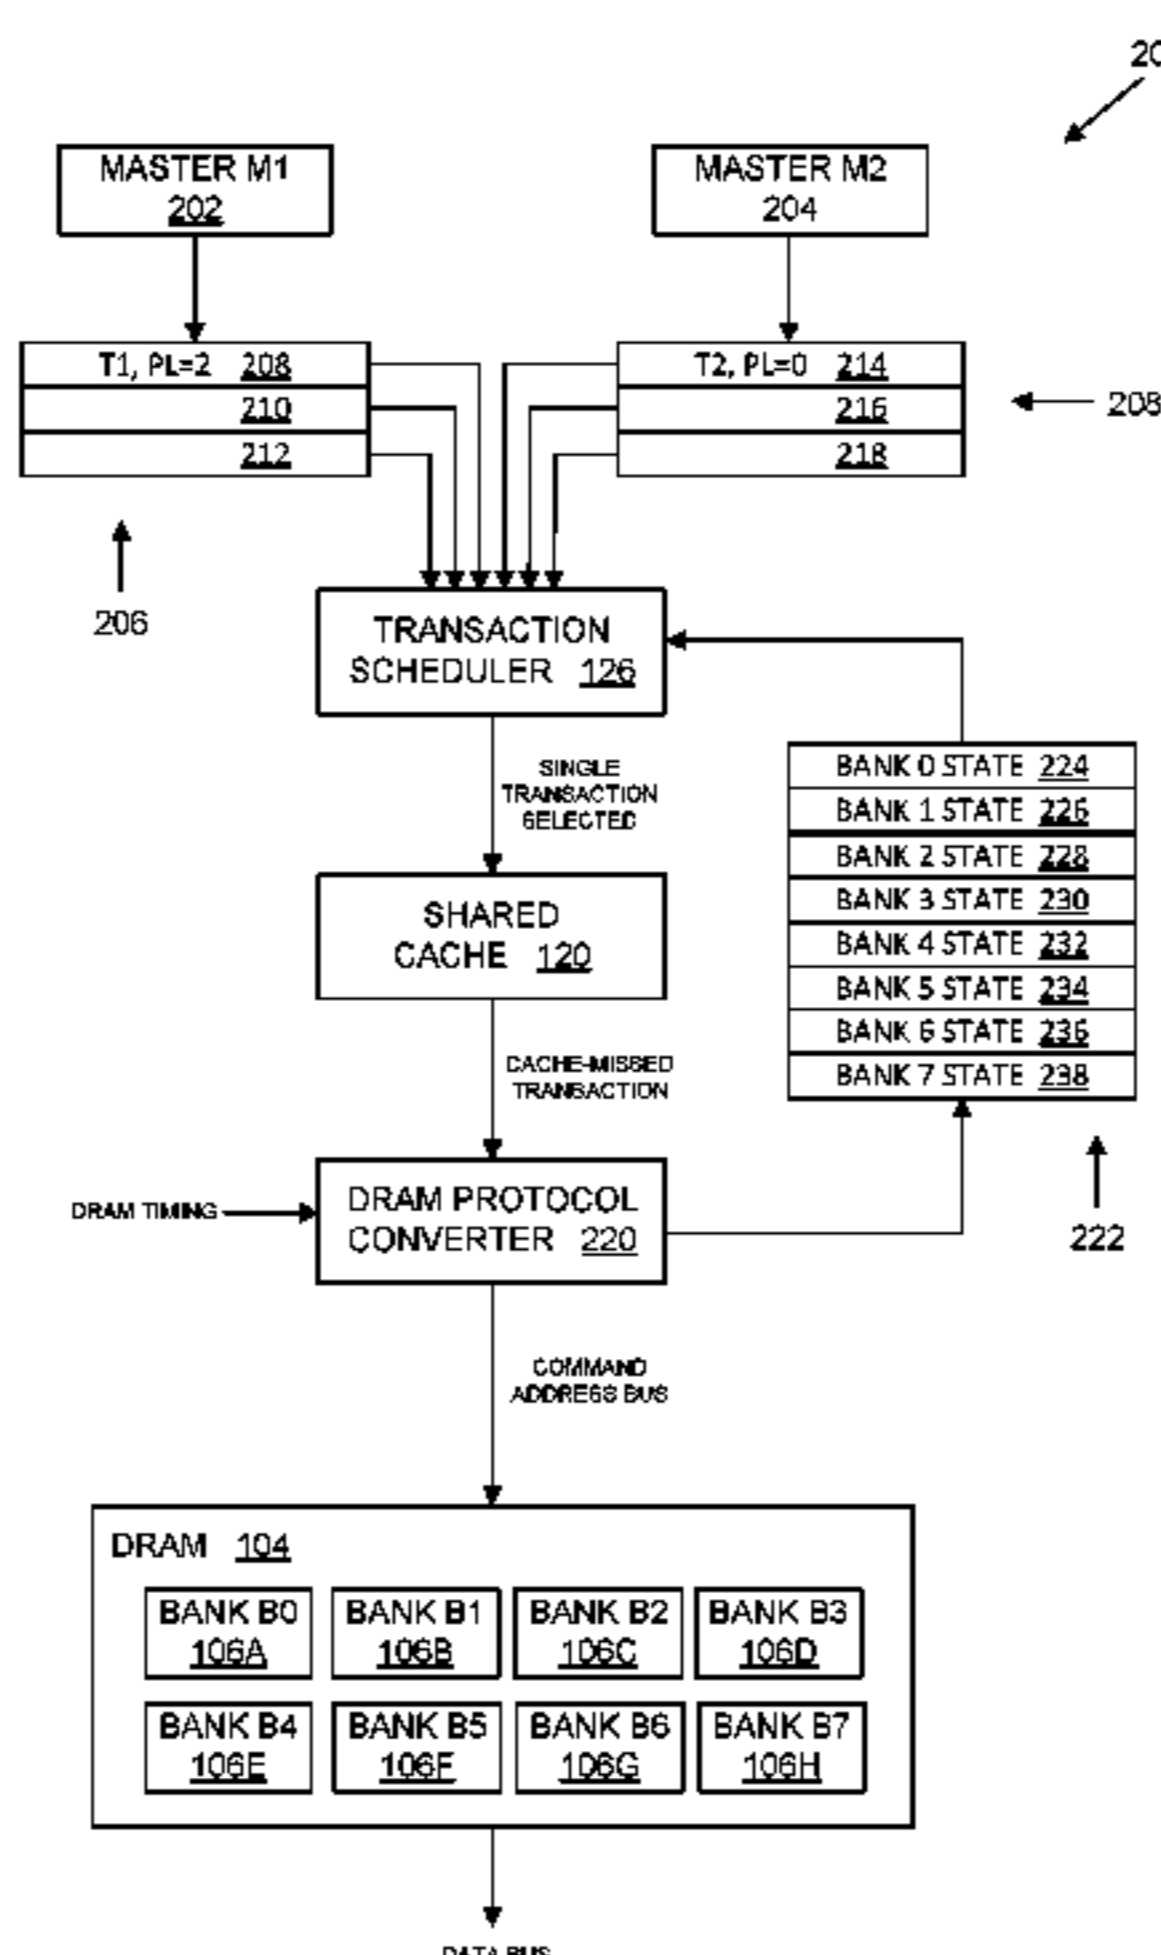 20
MASTER M1
202
MASTER M2
204
T1, PL=2 208
210
212
T2, PL=0 214
216
218
208
206
TRANSACTION
SCHEDULER 126
SINGLE
TRANSACTION
SELECTED
BANK 0 STATE 224
BANK 1 STATE 226
BANK 2 STATE 228
BANK 3 STATE 230
BANK 4 STATE 232
BANK 5 STATE 234
BANK 6 STATE 236
BANK 7 STATE 238
SHARED
CACHE 120
CACHE-MISSED
TRANSACTION
DRAM TIMING
DRAM PROTOCOL
CONVERTER 220
222
COMMAND
ADDRESS BUS
DRAM 104
BANK B0
106A
BANK B1
106B
BANK B2
106C
BANK B3
106D
BANK B4
106E
BANK B5
106F
BANK B6
106G
BANK B7
106H
DATA BUS